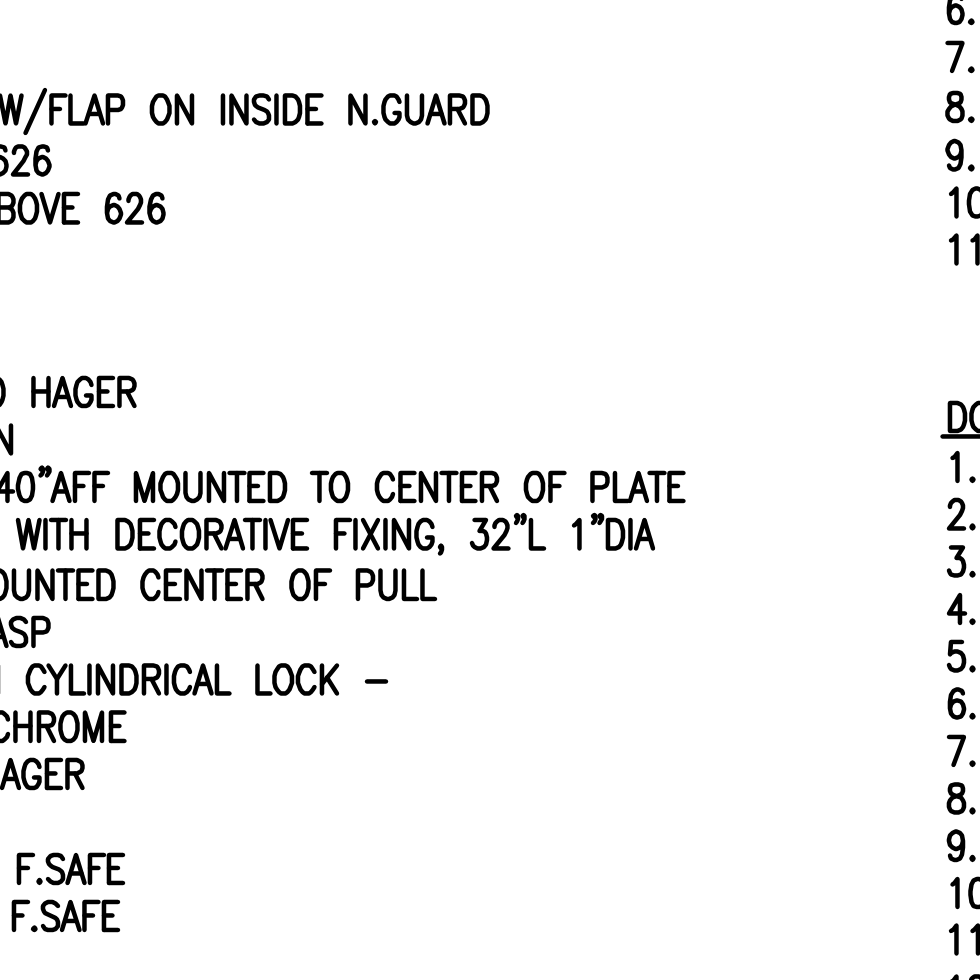 W/FLAP ON INSIDE N.GUARD
626
BOVE 626
HAGER
N
40"AFF MOUNTED TO CENTER OF PLATE
WITH DECORATIVE FIXING, 32"L 1"DIA
OUNTED CENTER OF PULL
ASP
CYLINDRICAL LOCK –
CHROME
AGER
F.SAFE
F.SAFE
6.
7.
8.
9.
10
11
DO
1.
2.
3.
4.
5.
6.
7.
8.
9.
10
11